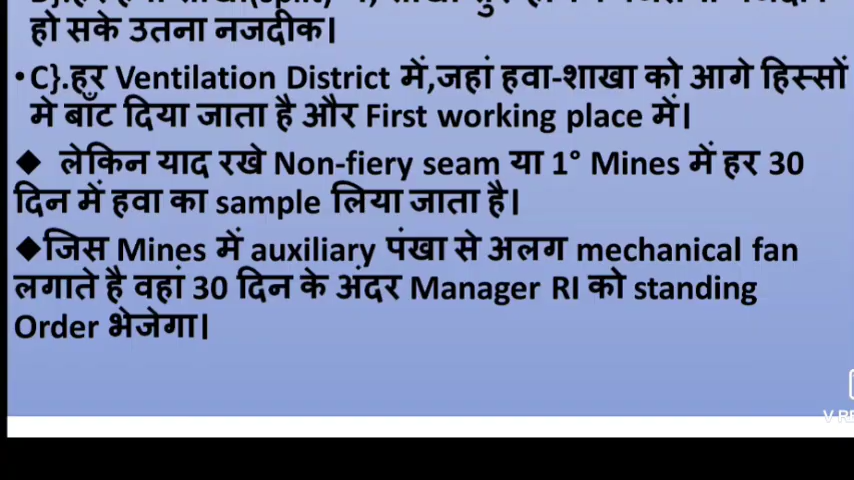 हो सके उतना नजदीक।
•C}.हर Ventilation District में,जहां हवा-शाखा को आगे हिस्सों
मे बाँट दिया जाता है और First working place में।
◆ लेकिन याद रखे Non-fiery seam या 1° Mines में हर 30
दिन में हवा का sample लिया जाता है।
◆जिस Mines में auxiliary पंखा से अलग mechanical fan
लगाते है वहां 30 दिन के अंदर Manager RI को standing
Order भेजेगा।